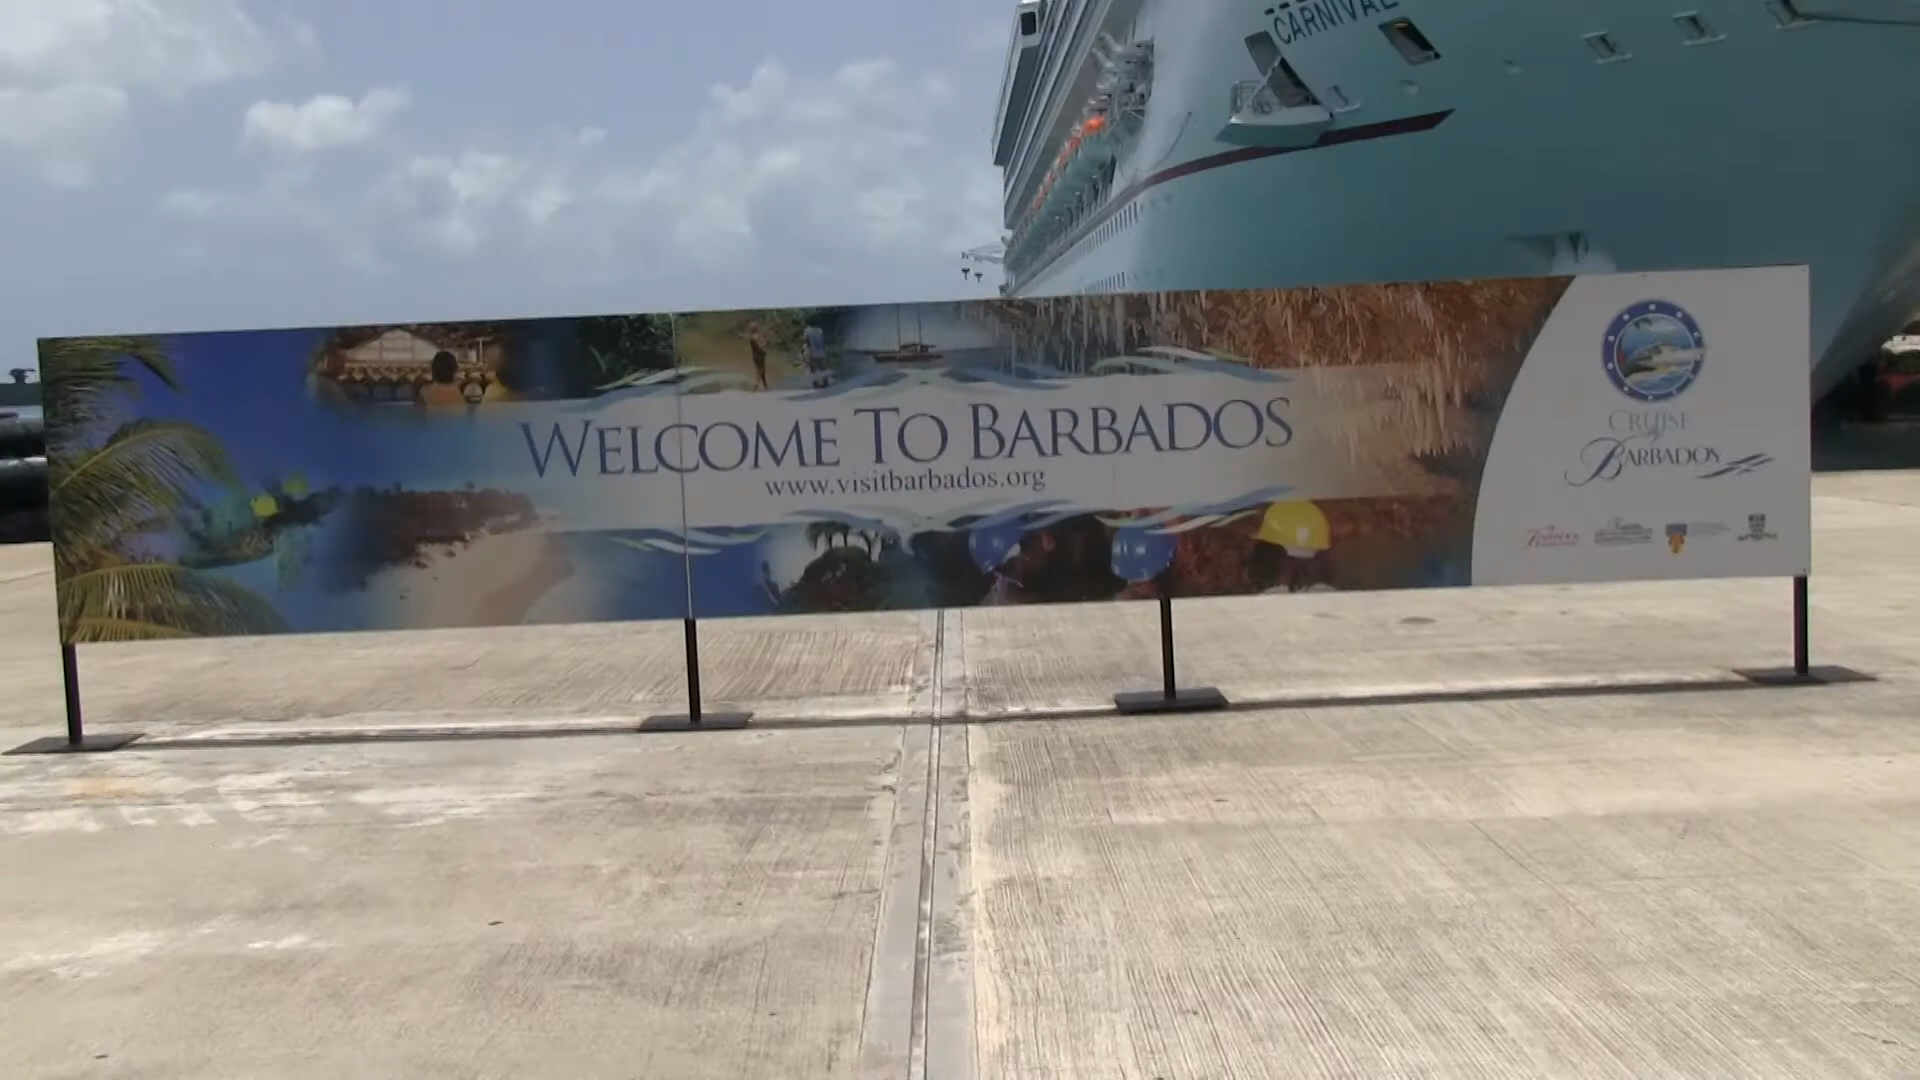 CARNIVAL
WELCOME TO BARBADOS
www.visitbarbados.org
CRUISE
BARBADOS